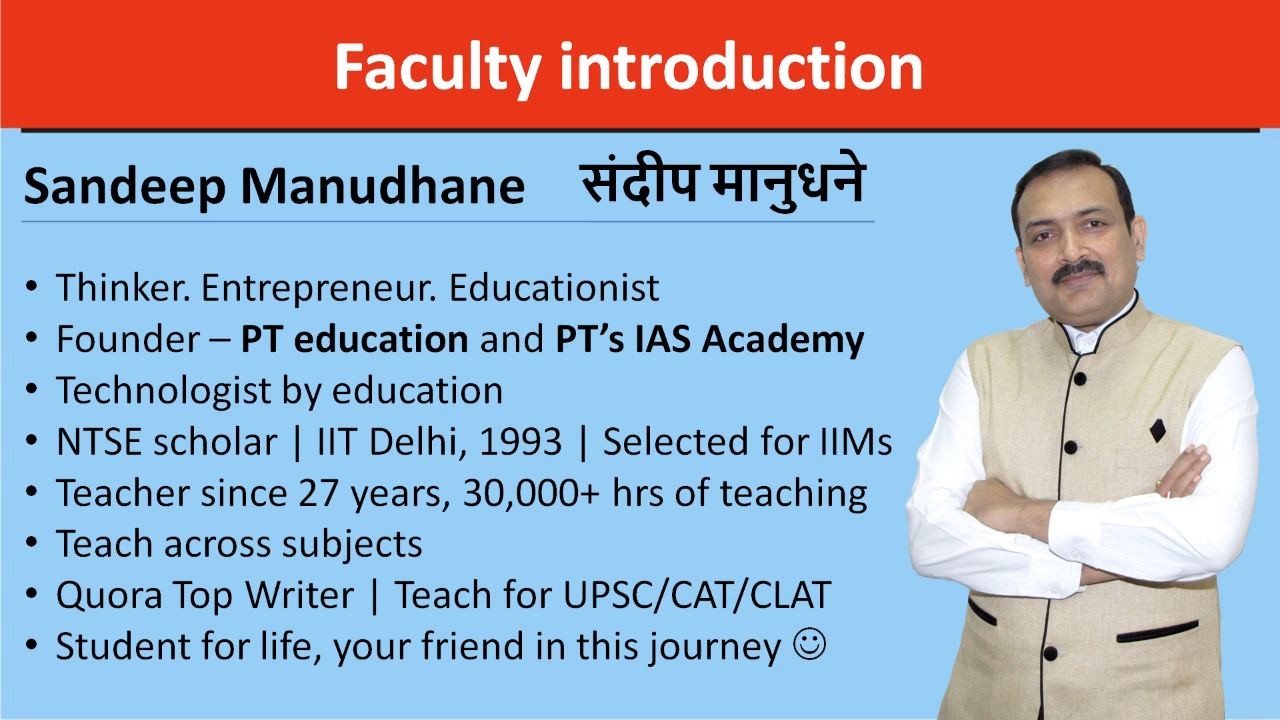 Faculty introduction
Sandeep Manudhane संदीप मानुधने
• Thinker. Entrepreneur. Educationist
• Founder – PT education and PT’s IAS Academy
• Technologist by education
• NTSE scholar | IIT Delhi, 1993 | Selected for IIMs
• Teacher since 27 years, 30,000+ hrs of teaching
• Teach across subjects
• Quora Top Writer | Teach for UPSC/CAT/CLAT
• Student for life, your friend in this journey ☺